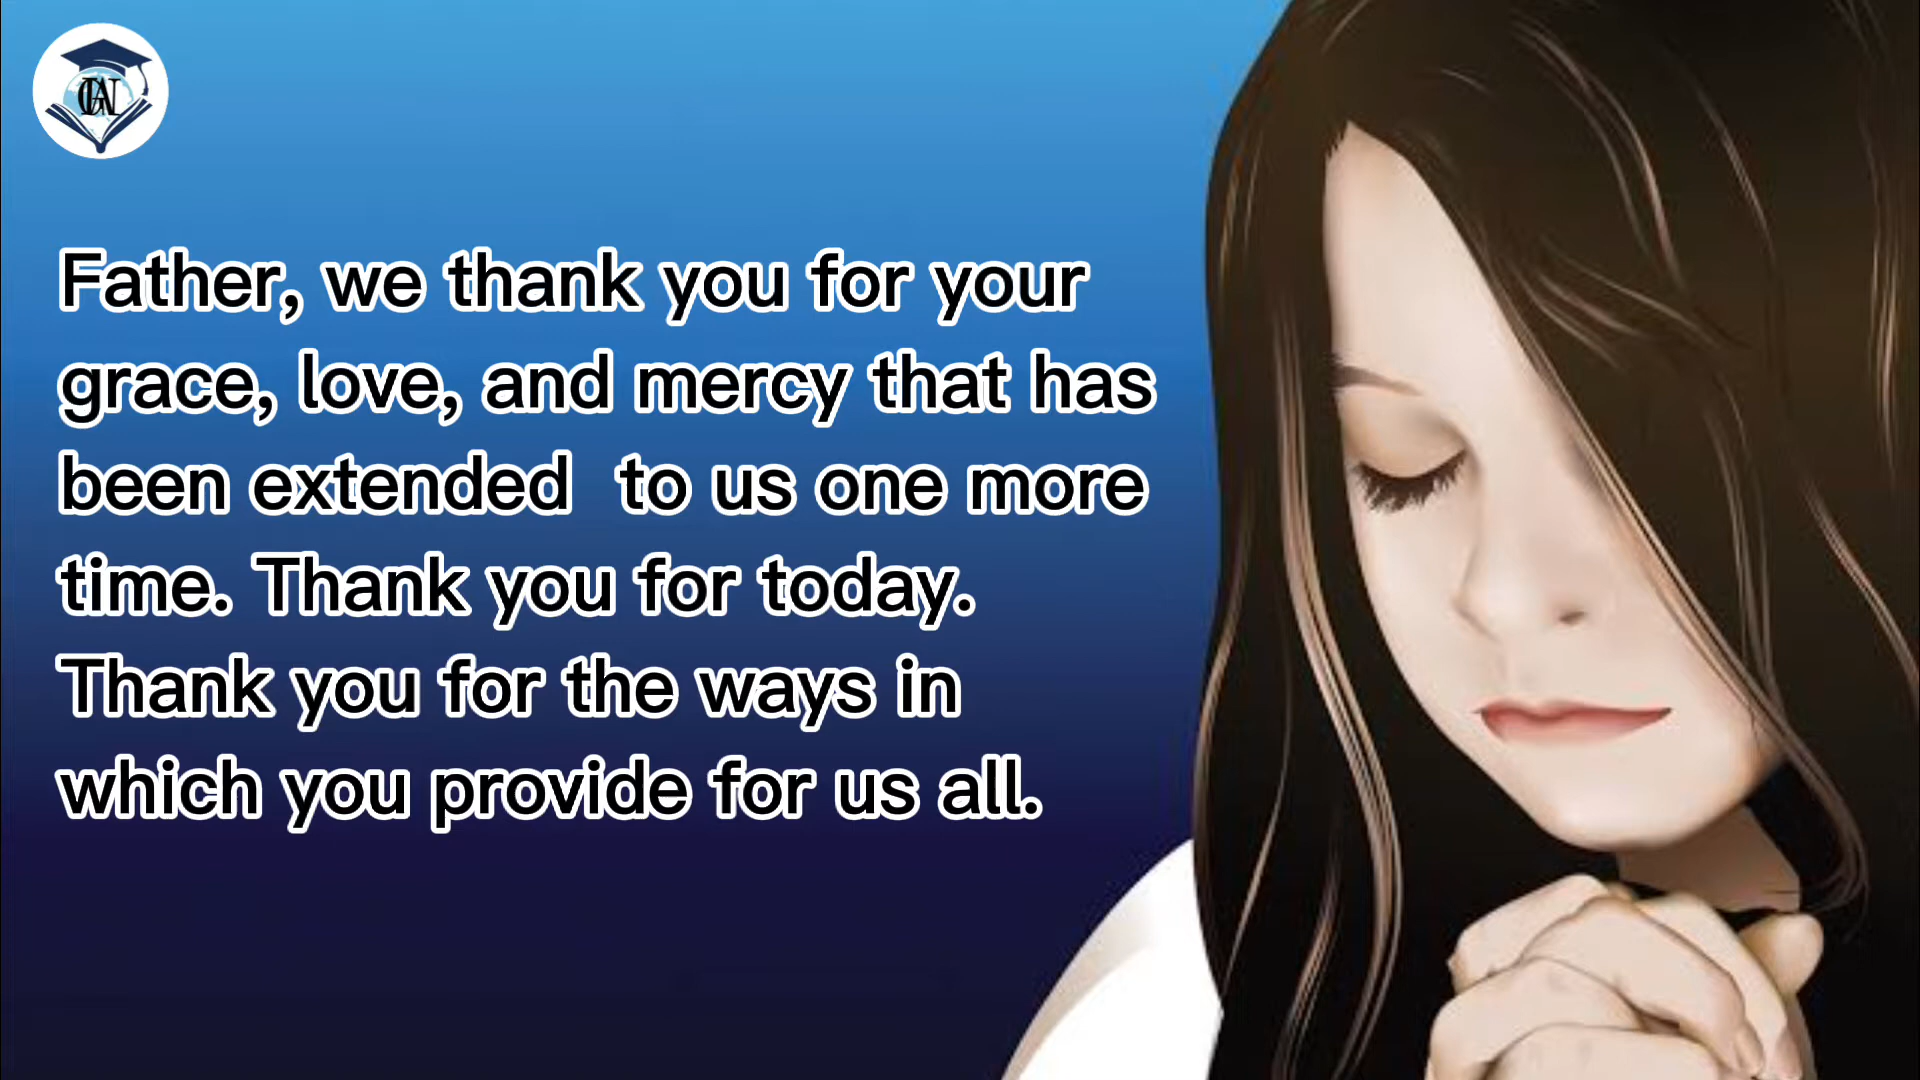 Father, we thank you for your
grace, love, and mercy that has
been extended  to us one more
time. Thank you for today.
Thank you for the ways in
which you provide for us all.